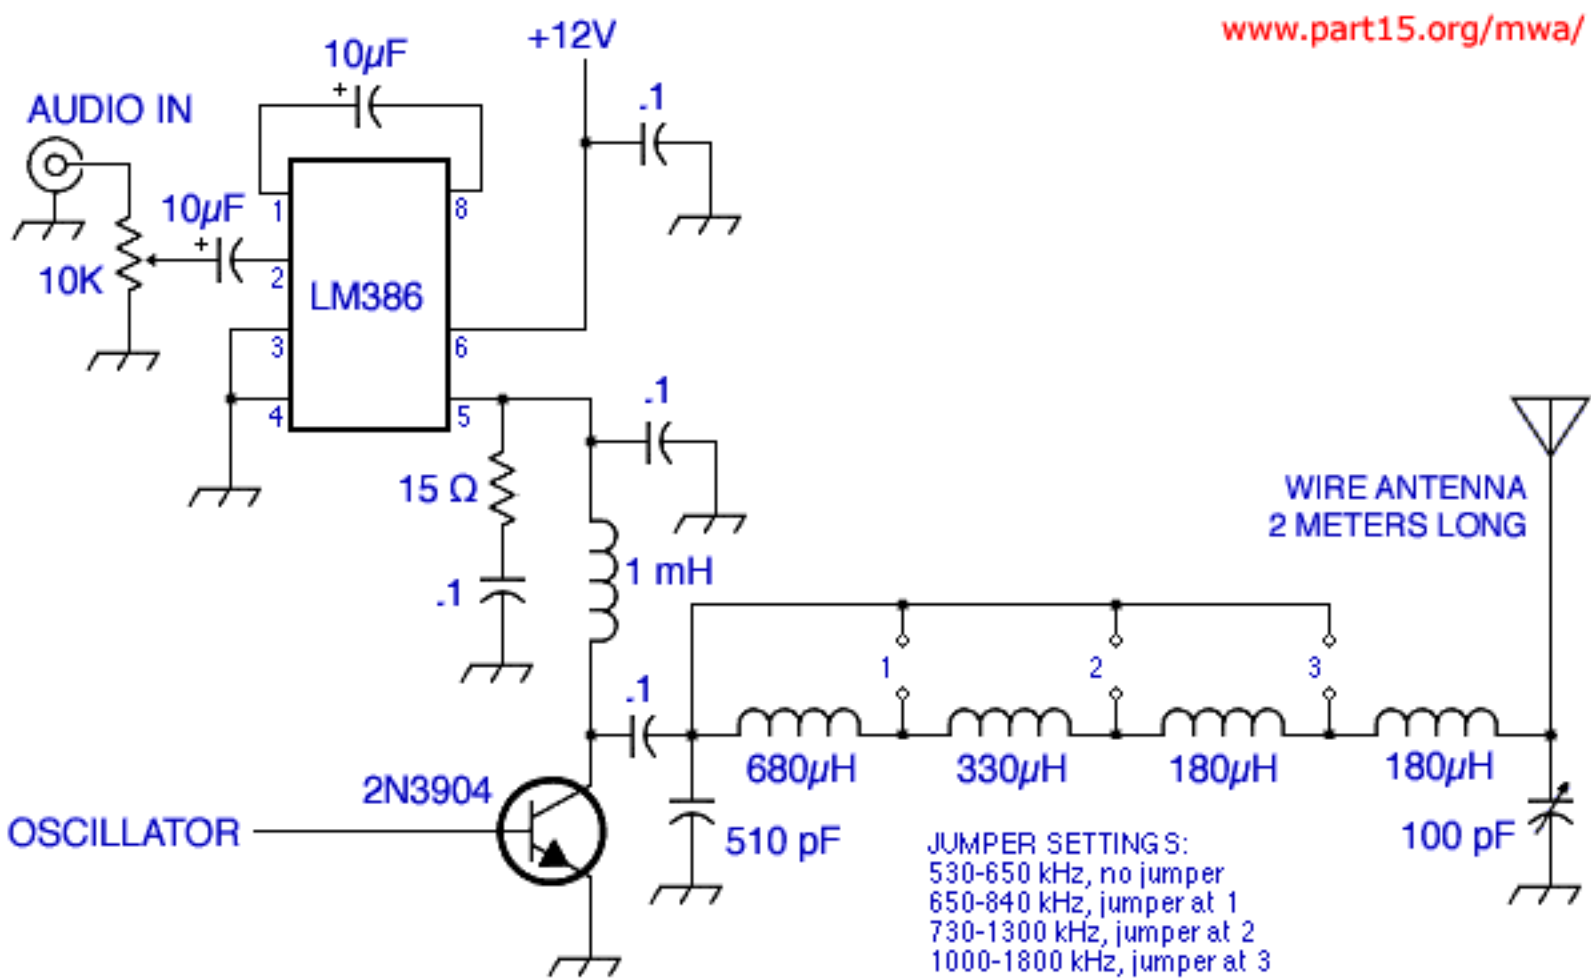 www.part15.org/mwa/
+12V
10µF
.1
AUDIO IN
+
10µF
+
1
8
10K
2
LM386
3
6
4
5
.1
15 Ω
WIRE ANTENNA
2 METERS LONG
1 mH
.1
1
2
3
.1
680µH
330µH
180µH
180µH
2N3904
OSCILLATOR
510 pF
100 pF
JUMPER SETTINGS:
530-650 kHz, no jumper
650-840 kHz, jumper at 1
730-1300 kHz, jumper at 2
1000-1800 kHz, jumper at 3